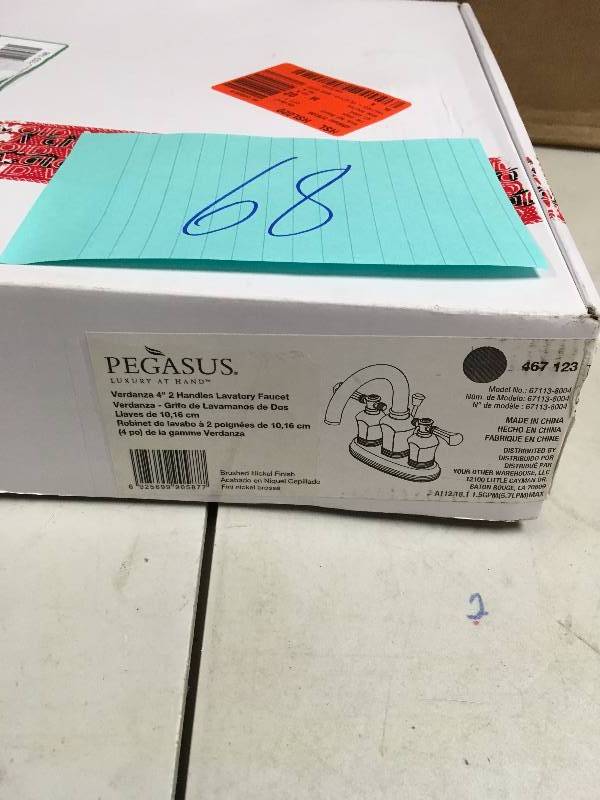 68
PEGASUS.
LUXURY AT HAND™
Verdanza 4" 2 Handles Lavatory Faucet
Verdanza - Grifo de Lavamanos de Dos
Llaves de 10,16 cm
Robinet de lavabo à 2 poignées de 10,16 cm
(4 po) de la gamme Verdanza
Brushed Nickel Finish
Acabado en Niquel Cepillado
Fini nickel brossé
467 123
Model No.: 67113-8004
Núm de Modelo: 67113-8004
N° de modèle: 67113-8004
MADE IN CHINA
HECHO EN CHINA
FABRIQUE EN CHINE
DISTRIBUTED BY
DISTRIBUIDO POR
DISTRIBUÉ PAR
YOUR OTHER WAREHOUSE, LLC
12100 LITTLE CAYMAN DR.
BATON ROUGE, LA 70809
1.5GPM(5.7LPM)MAX
2